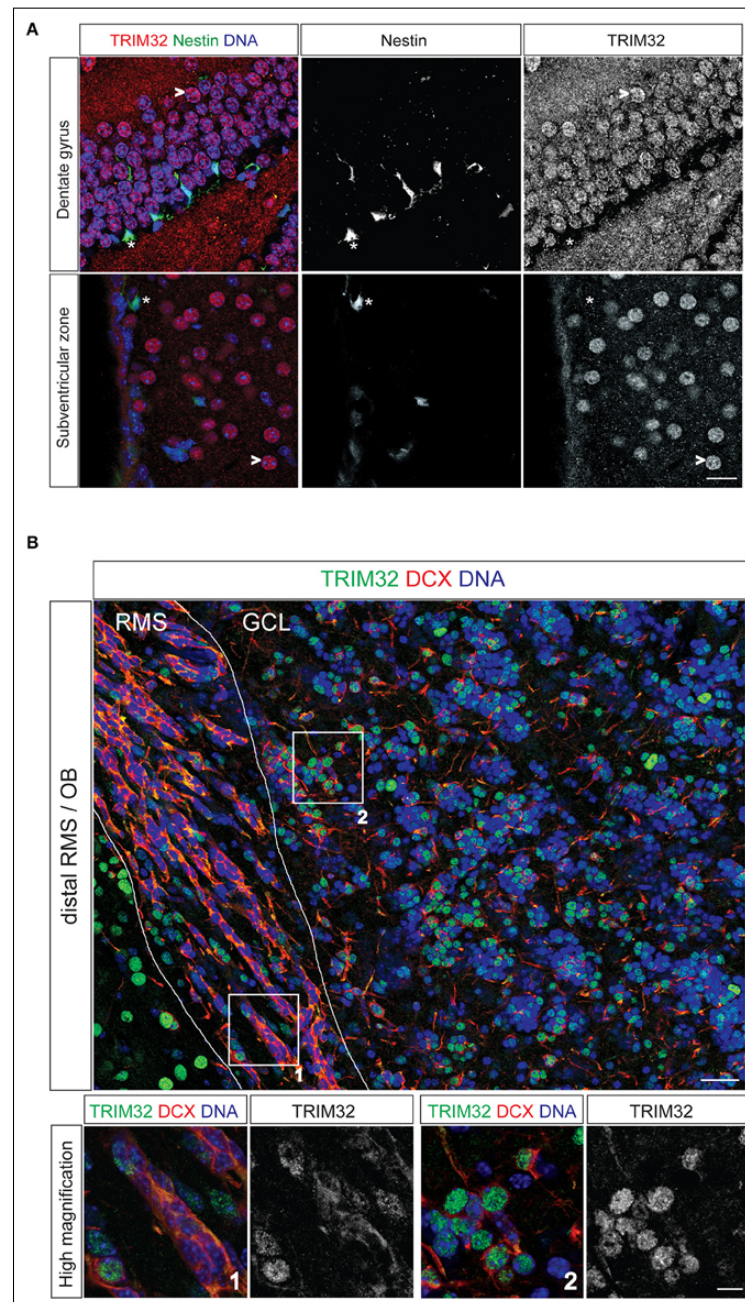 A
TRIM32 Nestin DNA
Nestin
TRIM32
Dentate gyrus
>
>
*
*
*
Subventricular zone
*
*
*
>
>
B
TRIM32 DCX DNA
distal RMS / OB
RMS
GCL
2
1
High magnification
TRIM32 DCX DNA
TRIM32
TRIM32 DCX DNA
TRIM32
1
2